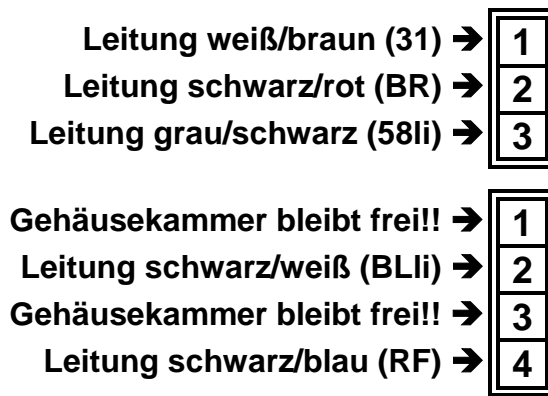 Leitung weiß/braun (31) ➔ 1
Leitung schwarz/rot (BR) ➔ 2
Leitung grau/schwarz (58li) ➔ 3
Gehäusekammer bleibt frei!! ➔ 1
Leitung schwarz/weiß (BLli) ➔ 2
Gehäusekammer bleibt frei!! ➔ 3
Leitung schwarz/blau (RF) ➔ 4